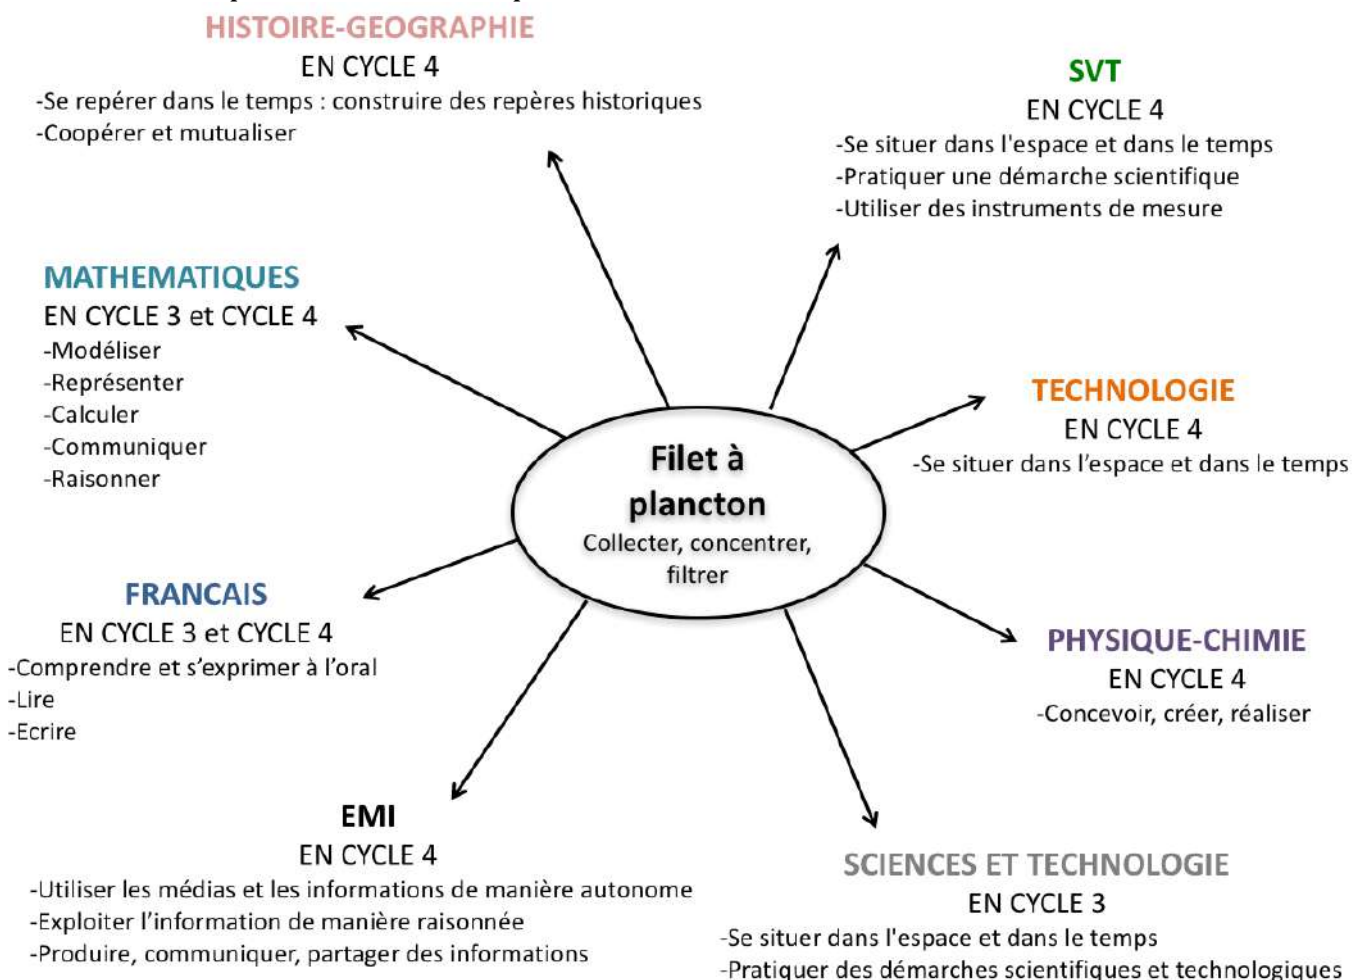 HISTOIRE-GEOGRAPHIE
EN CYCLE 4
-Se repérer dans le temps : construire des repères historiques
-Coopérer et mutualiser
SVT
EN CYCLE 4
-Se situer dans l'espace et dans le temps
-Pratiquer une démarche scientifique
-Utiliser des instruments de mesure
MATHEMATIQUES
EN CYCLE 3 et CYCLE 4
-Modéliser
-Représenter
-Calculer
-Communiquer
-Raisonner
TECHNOLOGIE
EN CYCLE 4
-Se situer dans l’espace et dans le temps
Filet à
plancton
Collecter, concentrer,
filtrer
FRANCAIS
EN CYCLE 3 et CYCLE 4
-Comprendre et s’exprimer à l’oral
-Lire
-Ecrire
PHYSIQUE-CHIMIE
EN CYCLE 4
-Concevoir, créer, réaliser
EMI
EN CYCLE 4
-Utiliser les médias et les informations de manière autonome
-Exploiter l’information de manière raisonnée
-Produire, communiquer, partager des informations
SCIENCES ET TECHNOLOGIE
EN CYCLE 3
-Se situer dans l'espace et dans le temps
-Pratiquer des démarches scientifiques et technologiques